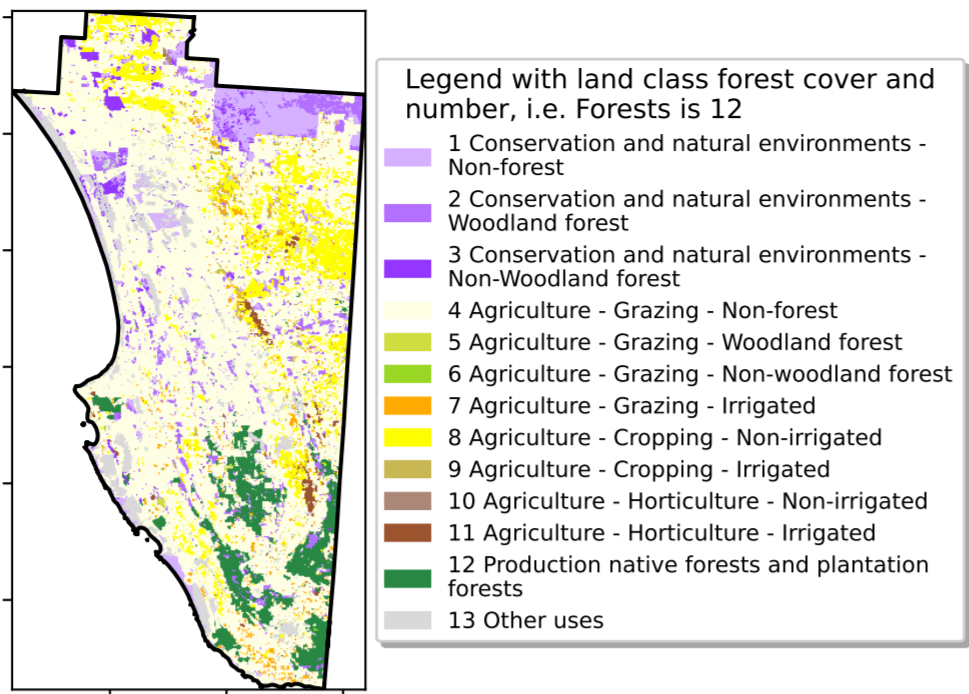 Legend with land class forest cover and
number, i.e. Forests is 12
1 Conservation and natural environments -
Non-forest
2 Conservation and natural environments -
Woodland forest
3 Conservation and natural environments -
Non-Woodland forest
4 Agriculture - Grazing - Non-forest
5 Agriculture - Grazing - Woodland forest
6 Agriculture - Grazing - Non-woodland forest
7 Agriculture - Grazing - Irrigated
8 Agriculture - Cropping - Non-irrigated
9 Agriculture - Cropping - Irrigated
10 Agriculture - Horticulture - Non-irrigated
11 Agriculture - Horticulture - Irrigated
12 Production native forests and plantation
forests
13 Other uses